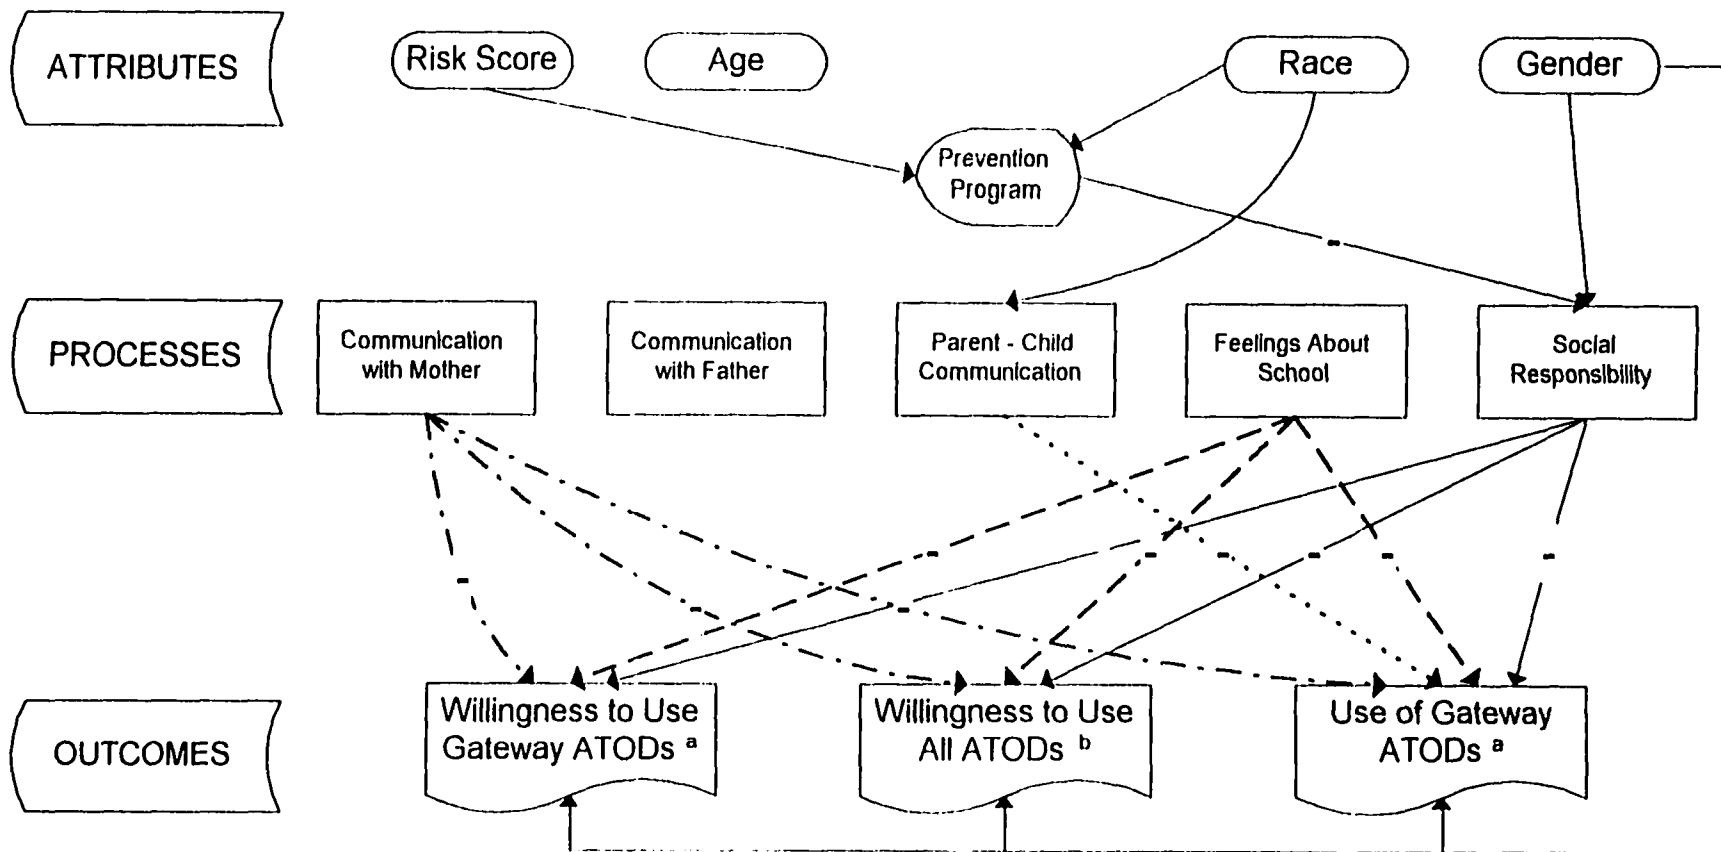 ATTRIBUTES
Risk Score
Age
Race
Gender
Prevention
Program
PROCESSES
Communication
with Mother
Communication
with Father
Parent - Child
Communication
Feelings About
School
Social
Responsibility
OUTCOMES
Willingness to Use
Gateway ATODs a
Willingness to Use
All ATODs b
Use of Gateway
ATODs a